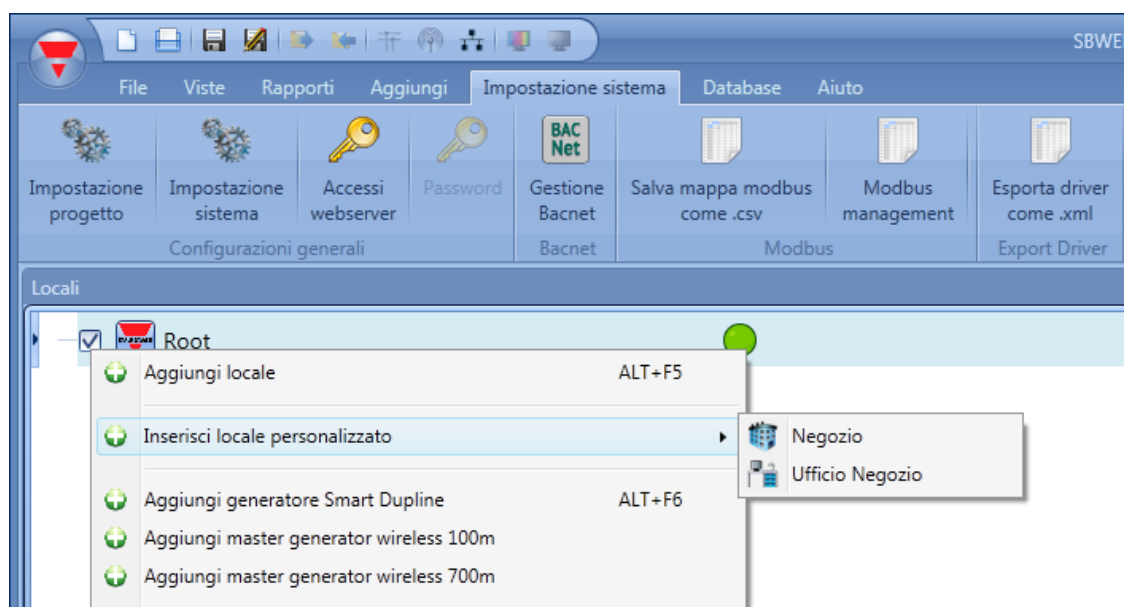 SBWE
File Viste Rapporti Aggiungi Impostazione sistema Database Aiuto
BAC
Net
Impostazione progetto
Impostazione sistema
Accessi webserver
Password
Gestione Bacnet
Salva mappa modbus come .csv
Modbus management
Esporta driver come .xml
Configurazioni generali
Bacnet
Modbus
Export Driver
Locali
Root
Aggiungi locale ALT+F5
Inserisci locale personalizzato
Negozio
Ufficio Negozio
Aggiungi generatore Smart Dupline ALT+F6
Aggiungi master generator wireless 100m
Aggiungi master generator wireless 700m